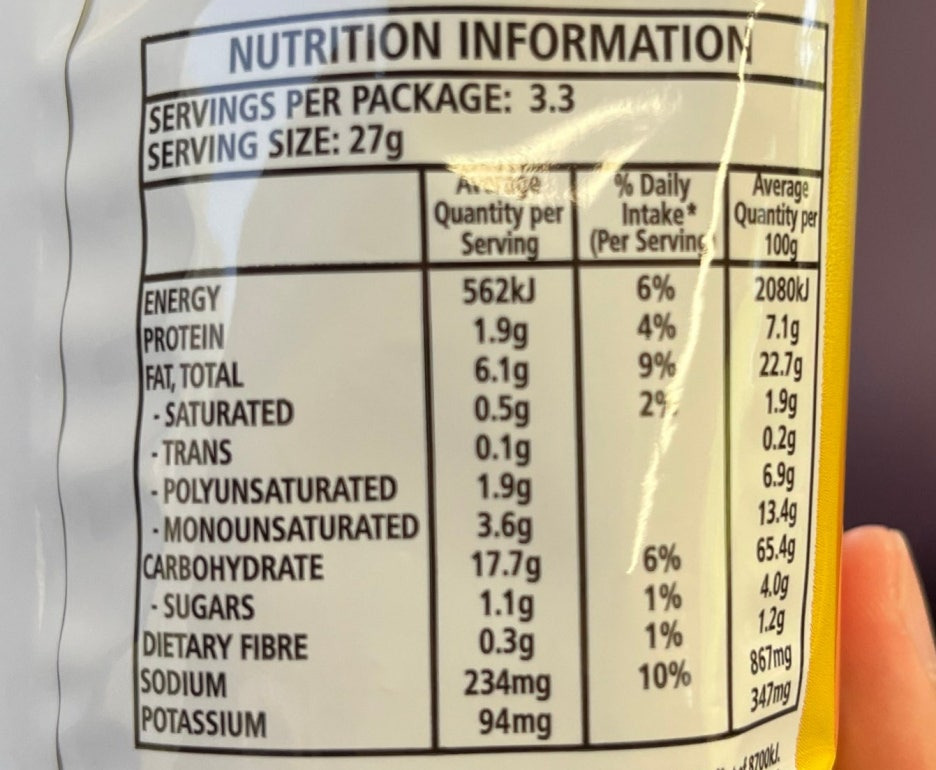 NUTRITION INFORMATION
SERVINGS PER PACKAGE: 3.3
SERVING SIZE: 27g
Average Quantity per Serving % Daily Intake* (Per Serving) Average Quantity per 100g
ENERGY 562kJ 6% 2080kJ
PROTEIN 1.9g 4% 7.1g
FAT, TOTAL 6.1g 9% 22.7g
- SATURATED 0.5g 2% 1.9g
- TRANS 0.1g 0.2g
- POLYUNSATURATED 1.9g 6.9g
- MONOUNSATURATED 3.6g 13.4g
CARBOHYDRATE 17.7g 6% 65.4g
- SUGARS 1.1g 1% 4.0g
DIETARY FIBRE 0.3g 1% 1.2g
SODIUM 234mg 10% 867mg
POTASSIUM 94mg 347mg
of 8700kJ.